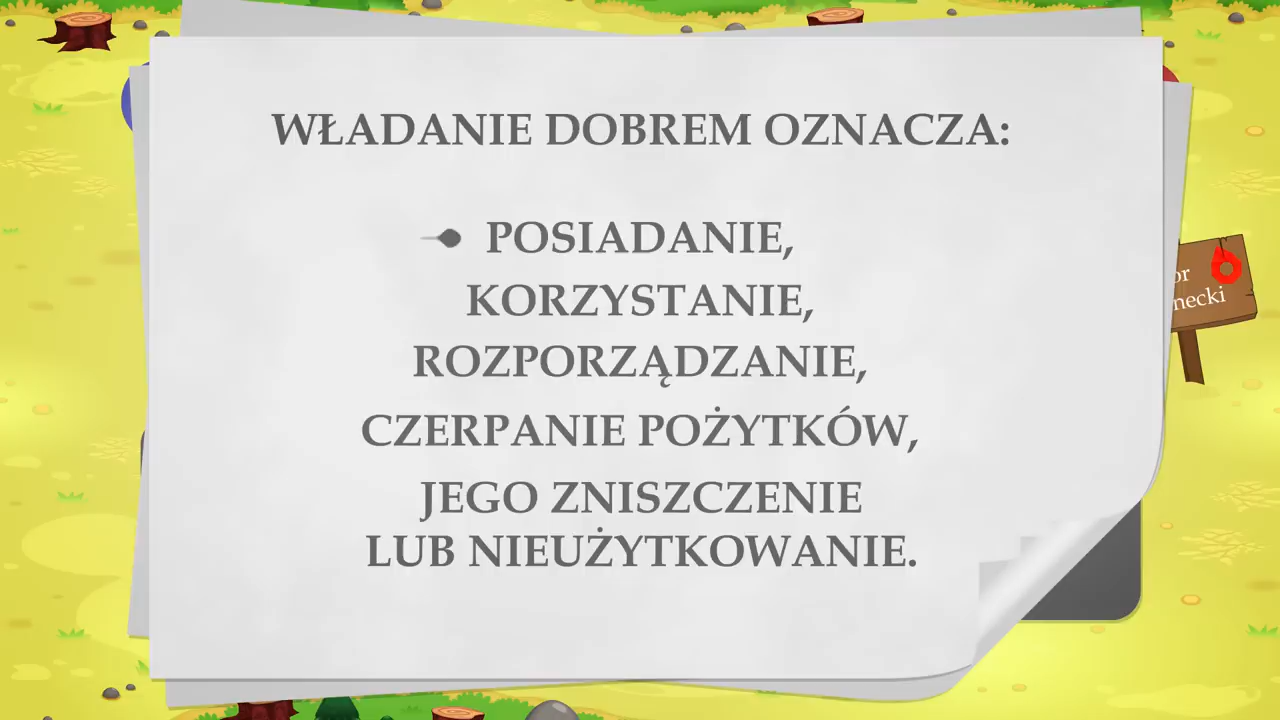 WŁADANIE DOBREM OZNACZA:
POSIADANIE,
KORZYSTANIE,
ROZPORZĄDZANIE,
CZERPANIE POŻYTKÓW,
JEGO ZNISZCZENIE
LUB NIEUŻYTKOWANIE.